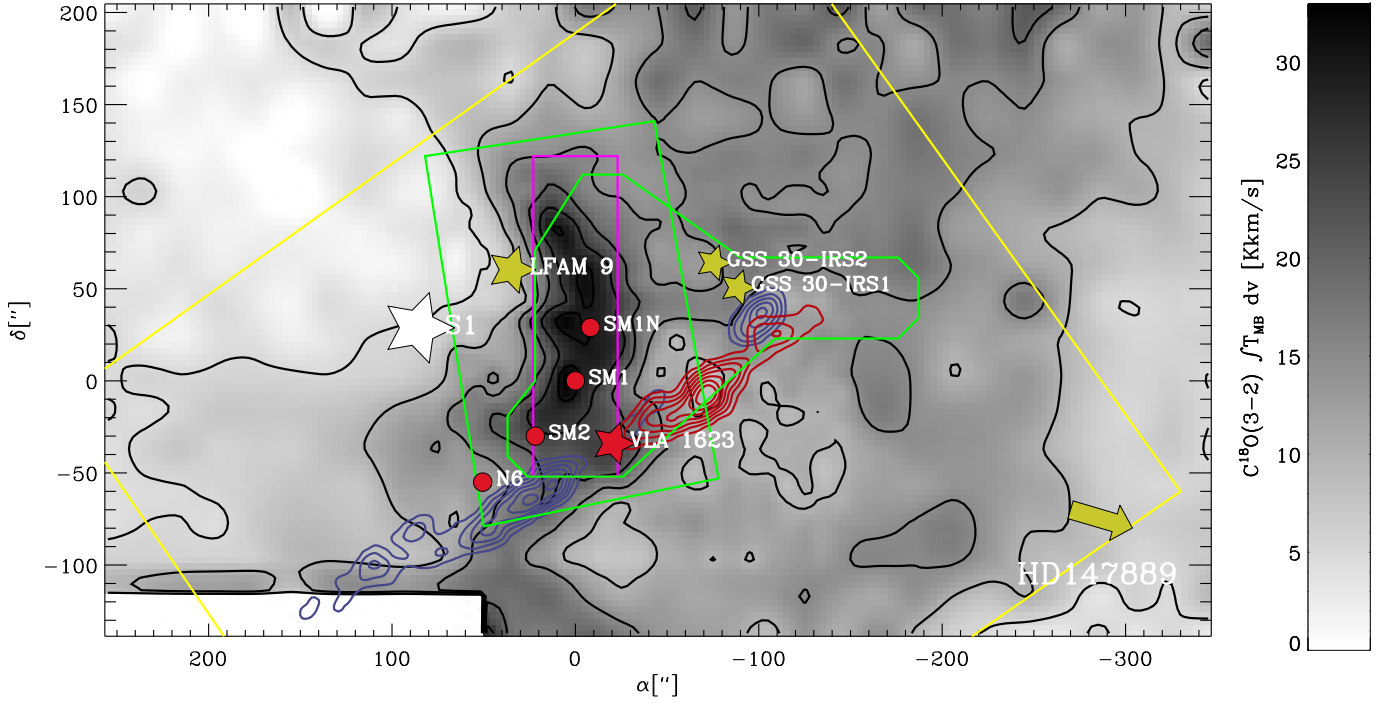 200
150
100
50
0
−50
−100
δ["]
200
100
0
−100
−200
−300
α["]
GSS 30−IRS2
LFAM 9
GSS 30−IRS1
S1
SM1N
SM1
SM2
VLA 1623
N6
HD147889
30
25
20
15
10
5
0
C¹⁸O(3−2) ∫T_MB dv [Kkm/s]